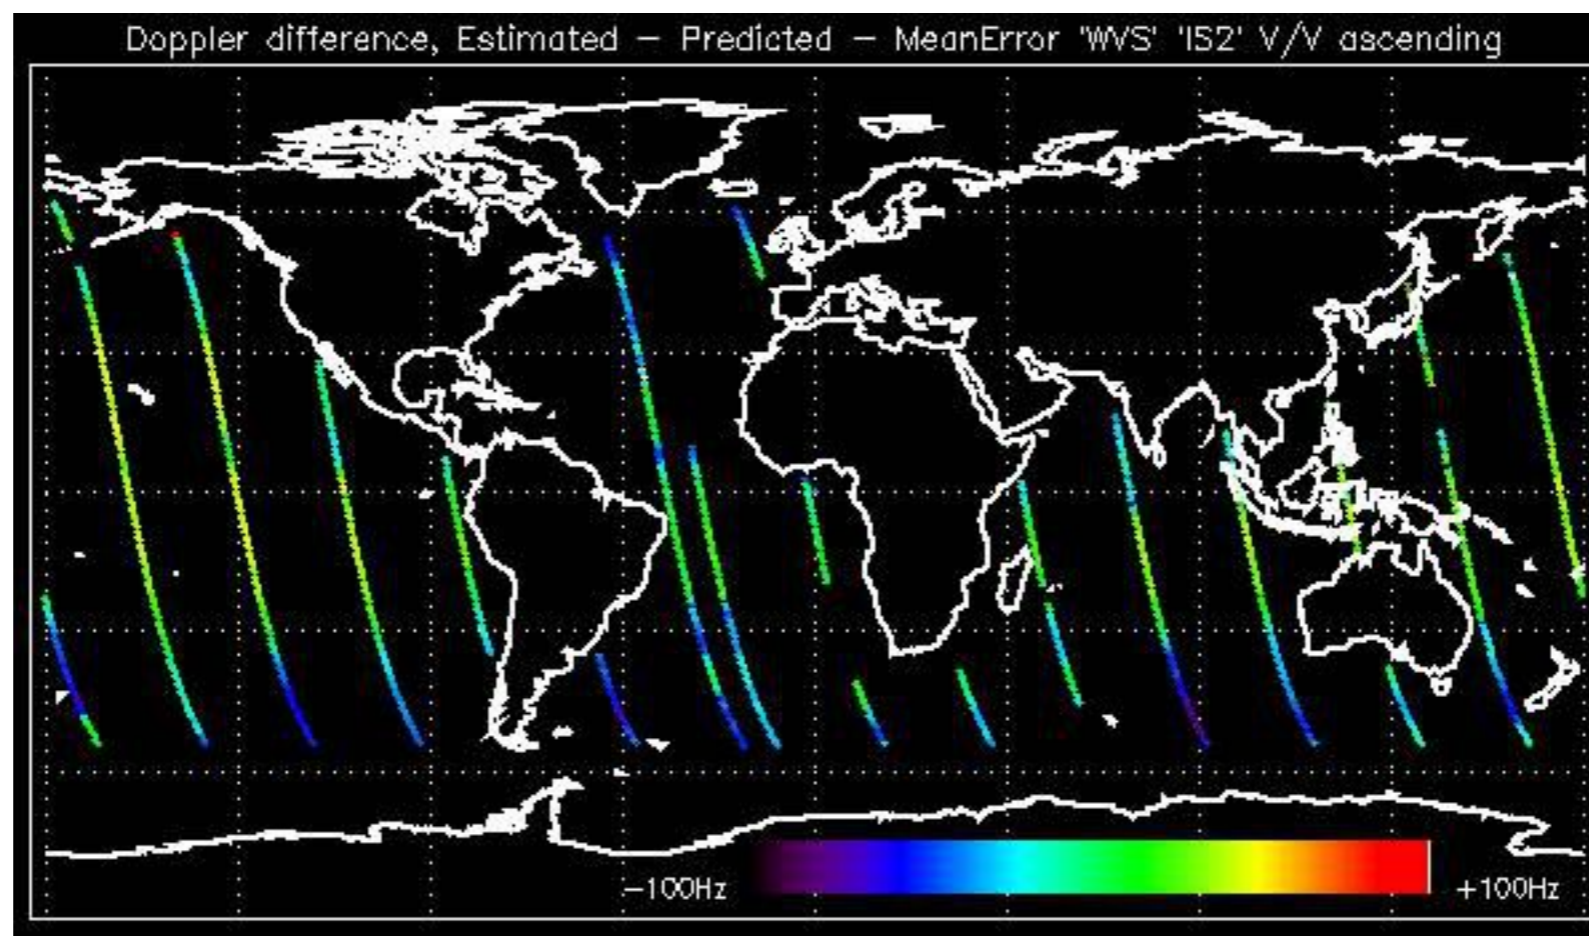 Doppler difference, Estimated – Predicted – MeanError 'WVS' 'IS2' V/V ascending
–100Hz
+100Hz